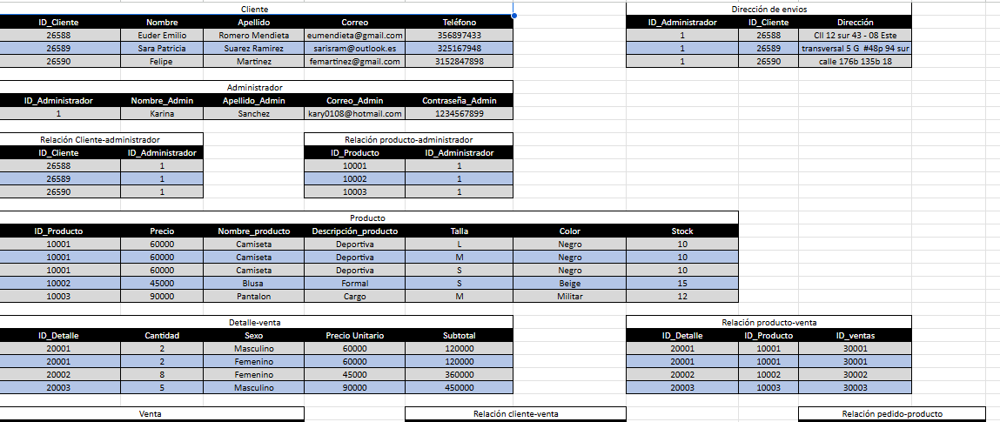 Cliente Dirección de envios
ID_Cliente Nombre Apellido Correo Teléfono ID_Administrador ID_Cliente Dirección
26588 Euder Emilio Romero Mendieta eumendieta@gmail.com 356897433 1 26588 Cll 12 sur 43 - 08 Este
26589 Sara Patricia Suarez Ramirez sarisram@outlook.es 325167948 1 26589 transversal 5 G #48p 94 sur
26590 Felipe Martinez femartinez@gmail.com 3152847898 1 26590 calle 176b 135b 18
Administrador
ID_Administrador Nombre_Admin Apellido_Admin Correo_Admin Contraseña_Admin
1 Karina Sanchez kary0108@hotmail.com 1234567899
Relación Cliente-administrador Relación producto-administrador
ID_Cliente ID_Administrador ID_Producto ID_Administrador
26588 1 10001 1
26589 1 10002 1
26590 1 10003 1
Producto
ID_Producto Precio Nombre_producto Descripción_producto Talla Color Stock
10001 60000 Camiseta Deportiva L Negro 10
10001 60000 Camiseta Deportiva M Negro 10
10001 60000 Camiseta Deportiva S Negro 10
10002 45000 Blusa Formal S Beige 15
10003 90000 Pantalon Cargo M Militar 12
Detalle-venta Relación producto-venta
ID_Detalle Cantidad Sexo Precio Unitario Subtotal ID_Detalle ID_Producto ID_ventas
20001 2 Masculino 60000 120000 20001 10001 30001
20001 2 Femenino 60000 120000 20001 10001 30001
20002 8 Femenino 45000 360000 20002 10002 30002
20003 5 Masculino 90000 450000 20003 10003 30003
Venta Relación cliente-venta Relación pedido-producto